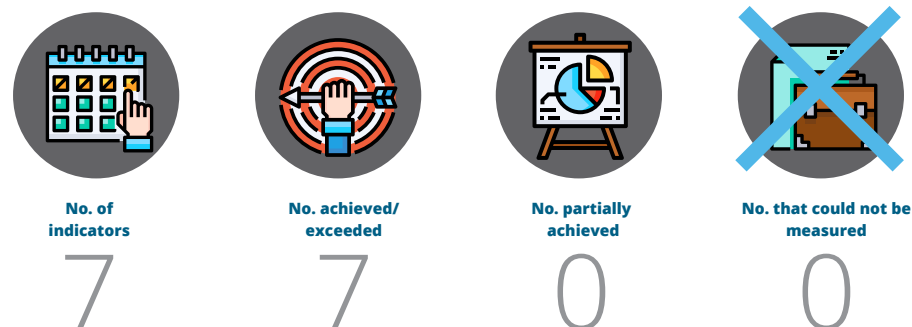 No. of
indicators
7
No. achieved/
exceeded
7
No. partially
achieved
0
No. that could not be
measured
0